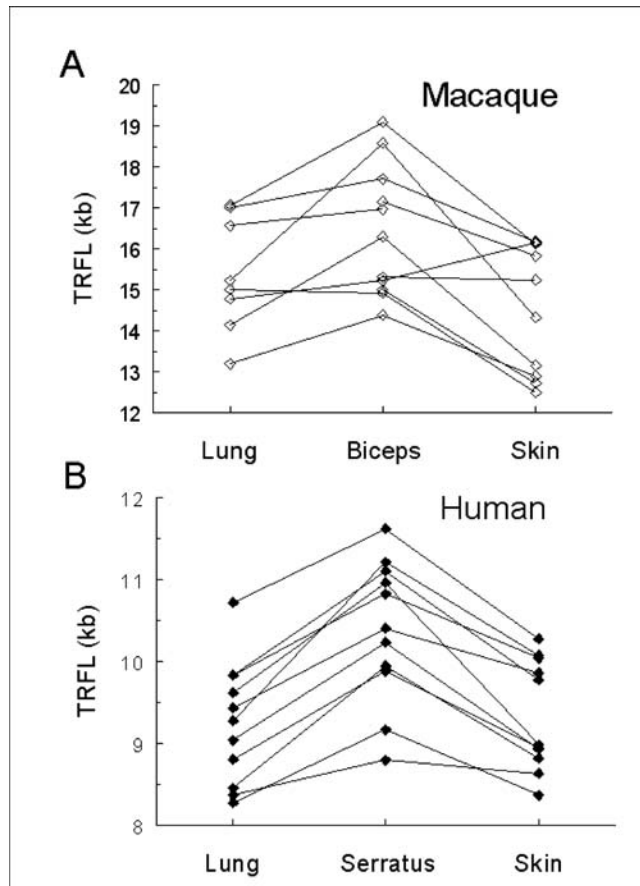 A
Macaque
20
19
18
17
16
15
14
13
12
TRFL (kb)
Lung Biceps Skin
B
Human
12
11
10
9
8
TRFL (kb)
Lung Serratus Skin